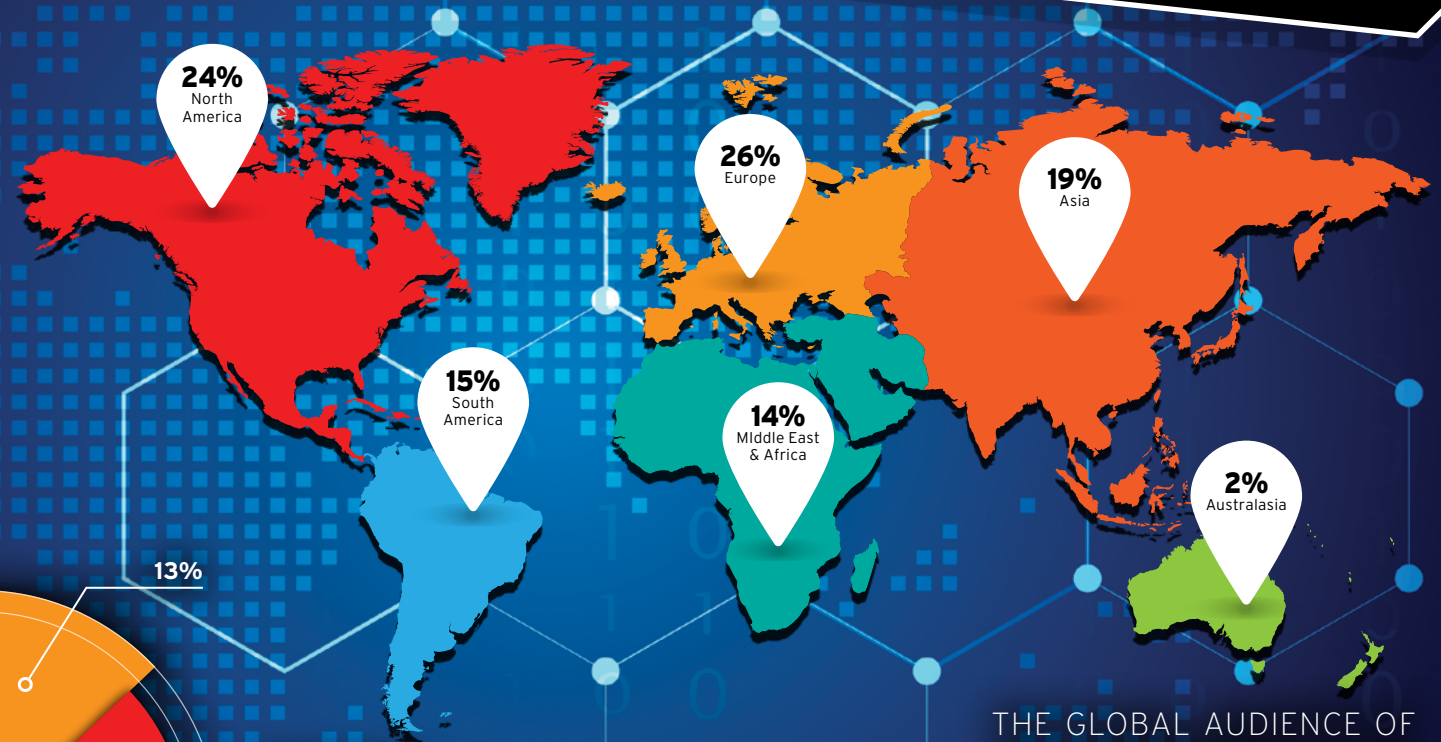 24%
North
America
26%
Europe
19%
Asia
15%
South
America
14%
MIddle East
& Africa
2%
Australasia
13%
THE GLOBAL AUDIENCE OF